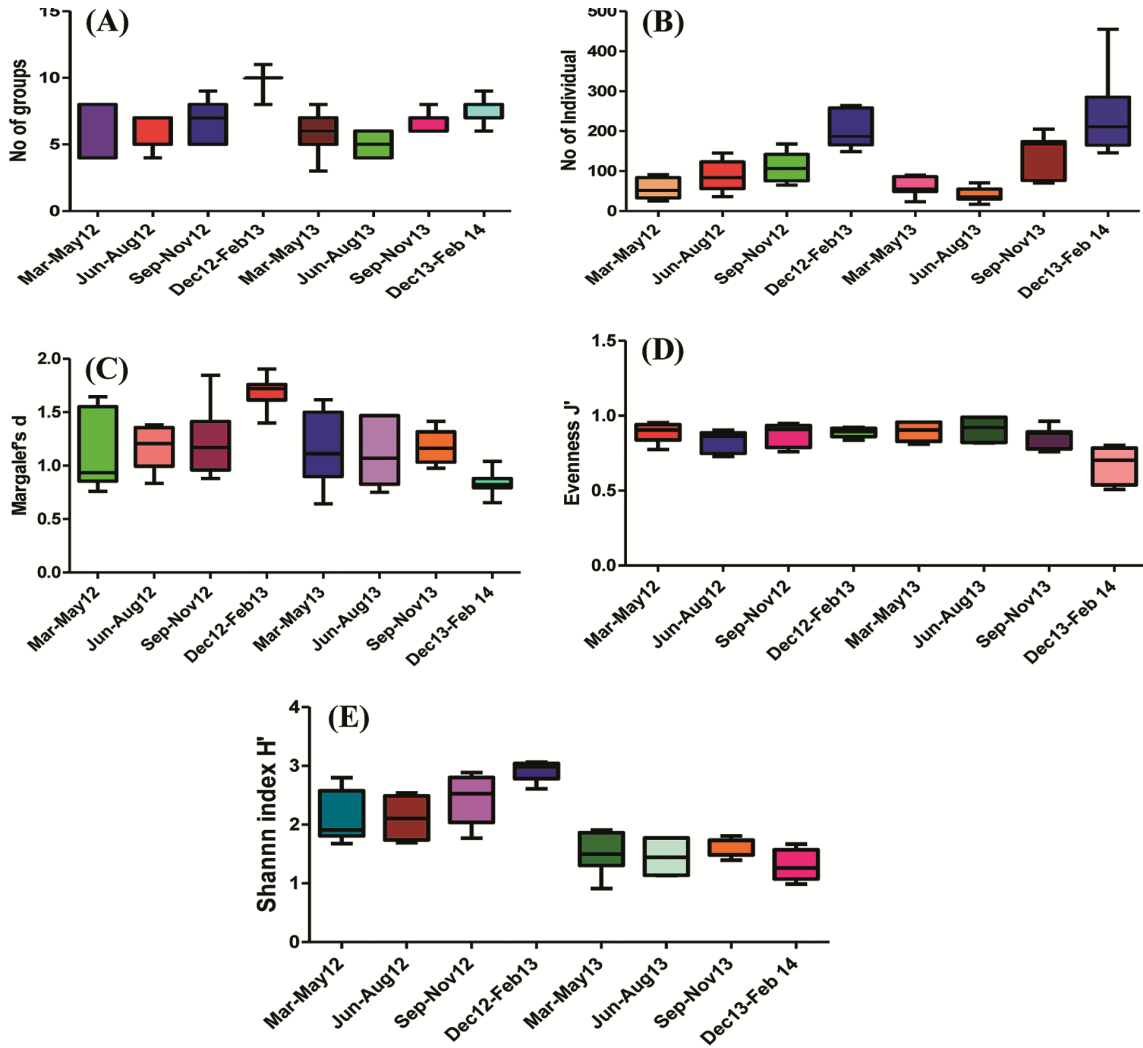 (A)
No of groups
15
10
5
0
Mar-May12
Jun-Aug12
Sep-Nov12
Dec12-Feb13
Mar-May13
Jun-Aug13
Sep-Nov13
Dec13-Feb 14
(B)
No of Individual
500
400
300
200
100
0
Mar-May12
Jun-Aug12
Sep-Nov12
Dec12-Feb13
Mar-May13
Jun-Aug13
Sep-Nov13
Dec13-Feb 14
(C)
Margalef's d
2.0
1.5
1.0
0.5
0.0
Mar-May12
Jun-Aug12
Sep-Nov12
Dec12-Feb13
Mar-May13
Jun-Aug13
Sep-Nov13
Dec13-Feb 14
(D)
Evenness J'
1.5
1.0
0.5
0.0
Mar-May12
Jun-Aug12
Sep-Nov12
Dec12-Feb13
Mar-May13
Jun-Aug13
Sep-Nov13
Dec13-Feb 14
(E)
Shannn index H'
4
3
2
1
0
Mar-May12
Jun-Aug12
Sep-Nov12
Dec12-Feb13
Mar-May13
Jun-Aug13
Sep-Nov13
Dec13-Feb 14